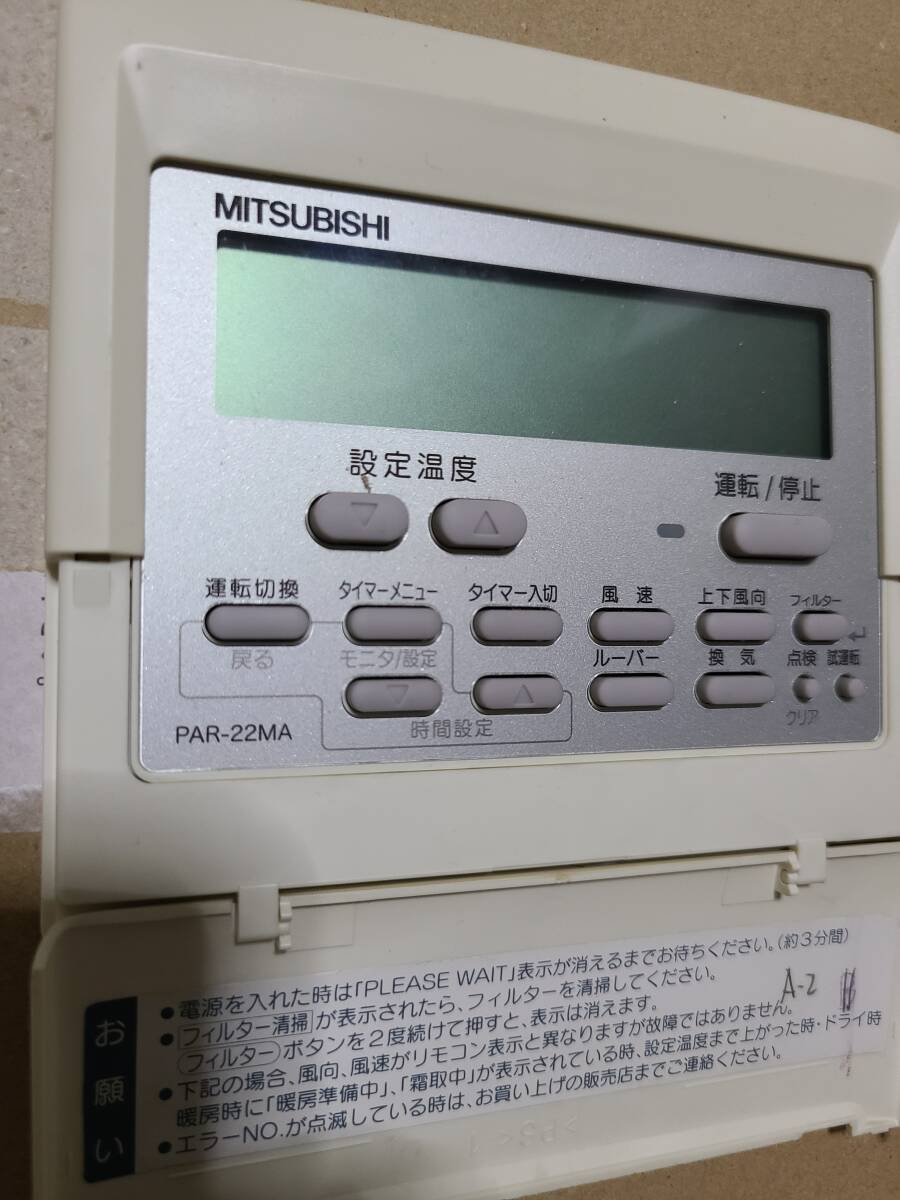 MITSUBISHI
設定温度
▽ △
運転/停止
運転切換 タイマーメニュー タイマー入切 風速 上下風向 フィルター
戻る モニタ/設定 ルーバー 換気 点検 試運転
▽ △
クリア
PAR-22MA 時間設定
お願い
●電源を入れた時は「PLEASE WAIT」表示が消えるまでお待ちください。(約3分間)
●フィルター清掃が表示されたら、フィルターを清掃してください。
フィルターボタンを2度続けて押すと、表示は消えます。
●下記の場合、風向、風速がリモコン表示と異なりますが故障ではありません。
暖房時に「暖房準備中」、「霜取中」が表示されている時、設定温度まで上がった時・ドライ時
●エラーNO.が点滅している時は、お買い上げの販売店までご連絡ください。
A-2